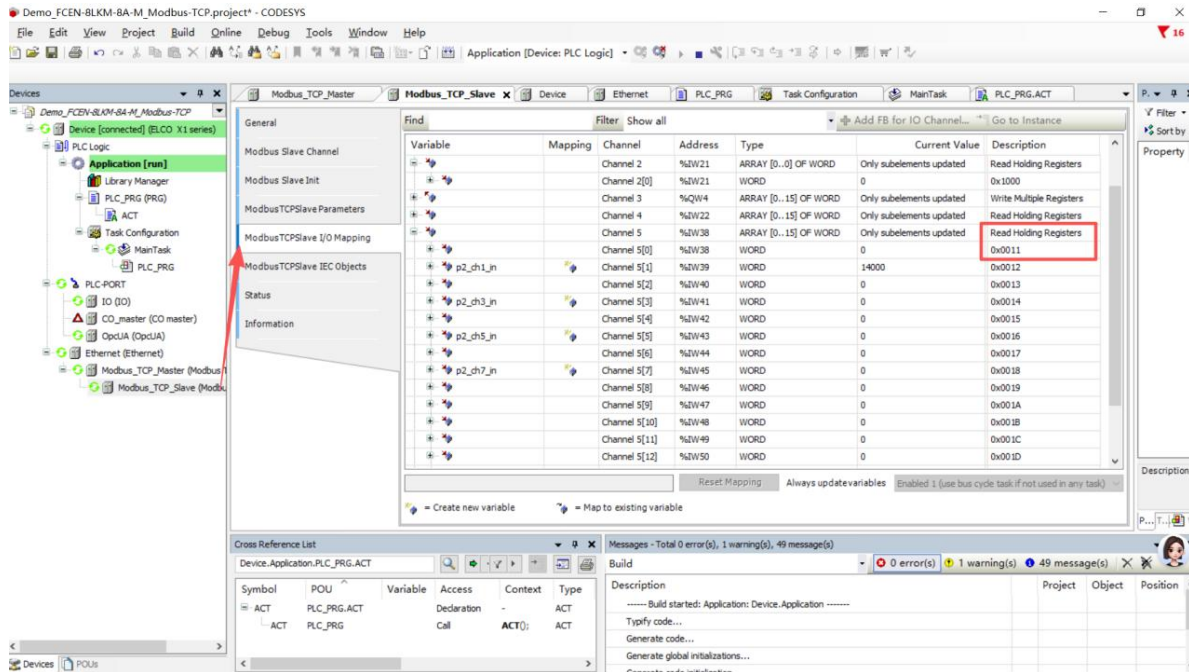 Demo_FCEN-8LKM-8A-M_Modbus-TCP.project* - CODESYS
File Edit View Project Build Online Debug Tools Window Help
16
Application [Device: PLC Logic]
Devices
Modbus_TCP_Master Modbus_TCP_Slave Device Ethernet PLC_PRG Task Configuration MainTask PLC_PRG.ACT
Demo_FCEN-8LKM-8A-M_Modbus-TCP
Device [connected] (ELCO X1 series)
PLC Logic
Application [run]
Library Manager
PLC_PRG (PRG)
ACT
Task Configuration
MainTask
PLC_PRG
PLC-PORT
IO (IO)
CO_master (CO master)
OpcUA (OpcUA)
Ethernet (Ethernet)
Modbus_TCP_Master (Modbus
Modbus_TCP_Slave (Modbu
Devices POUs
General
Modbus Slave Channel
Modbus Slave Init
ModbusTCPSlave Parameters
ModbusTCPSlave I/O Mapping
ModbusTCPSlave IEC Objects
Status
Information
Find Filter Show all Add FB for IO Channel... Go to Instance
Variable Mapping Channel Address Type Current Value Description
Channel 2 %IW21 ARRAY [0..0] OF WORD Only subelements updated Read Holding Registers
Channel 2[0] %IW21 WORD 0 0x1000
Channel 3 %QW4 ARRAY [0..15] OF WORD Only subelements updated Write Multiple Registers
Channel 4 %IW22 ARRAY [0..15] OF WORD Only subelements updated Read Holding Registers
Channel 5 %IW38 ARRAY [0..15] OF WORD Only subelements updated Read Holding Registers
Channel 5[0] %IW38 WORD 0 0x0011
p2_ch1_in Channel 5[1] %IW39 WORD 14000 0x0012
Channel 5[2] %IW40 WORD 0 0x0013
p2_ch3_in Channel 5[3] %IW41 WORD 0 0x0014
Channel 5[4] %IW42 WORD 0 0x0015
p2_ch5_in Channel 5[5] %IW43 WORD 0 0x0016
Channel 5[6] %IW44 WORD 0 0x0017
p2_ch7_in Channel 5[7] %IW45 WORD 0 0x0018
Channel 5[8] %IW46 WORD 0 0x0019
Channel 5[9] %IW47 WORD 0 0x001A
Channel 5[10] %IW48 WORD 0 0x001B
Channel 5[11] %IW49 WORD 0 0x001C
Channel 5[12] %IW50 WORD 0 0x001D
Reset Mapping Always update variables Enabled 1 (use bus cycle task if not used in any task)
= Create new variable = Map to existing variable
P...
Filter
Sort by
Property
Description
P... T...
Cross Reference List
Device.Application.PLC_PRG.ACT
Symbol POU Variable Access Context Type
ACT PLC_PRG.ACT Declaration - ACT
ACT PLC_PRG Call ACT(); ACT
Messages - Total 0 error(s), 1 warning(s), 49 message(s)
Build 0 error(s) 1 warning(s) 49 message(s)
Description Project Object Position
------ Build started: Application: Device.Application -------
Typify code...
Generate code...
Generate global initializations...